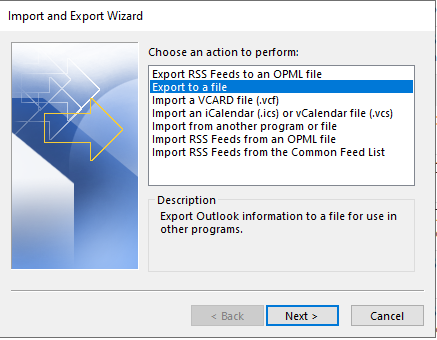 Import and Export Wizard
Choose an action to perform:
Export RSS Feeds to an OPML file
Export to a file
Import a VCARD file (.vcf)
Import an iCalendar (.ics) or vCalendar file (.vcs)
Import from another program or file
Import RSS Feeds from an OPML file
Import RSS Feeds from the Common Feed List
Description
Export Outlook information to a file for use in
other programs.
< Back
Next >
Cancel